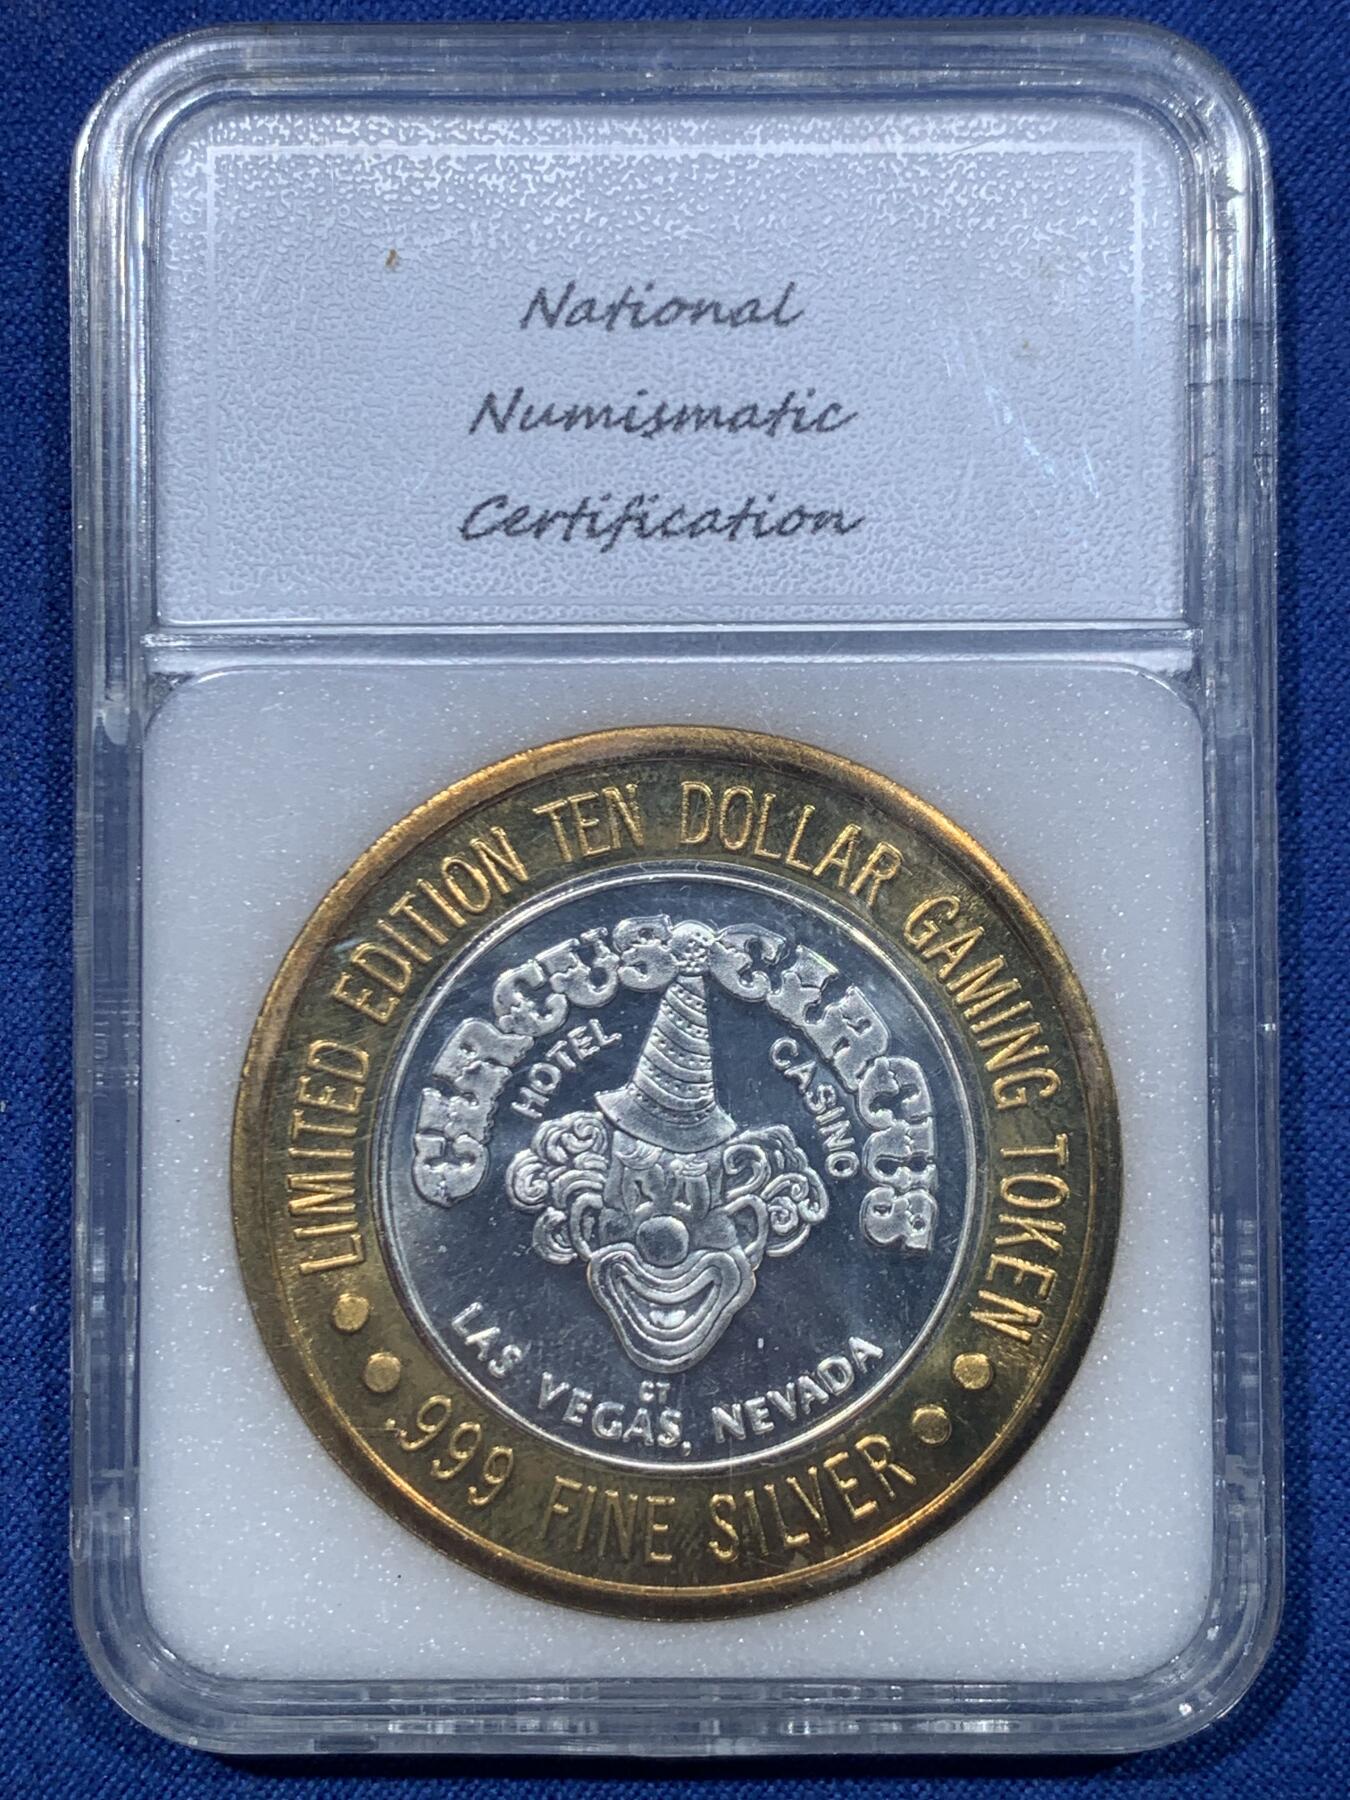 National
Numismatic
Certification
LIMITED EDITION TEN DOLLAR GAMING TOKEN
CIRCUS CIRCUS
HOTEL
CASINO
CT
LAS VEGAS, NEVADA
.999 FINE SILVER